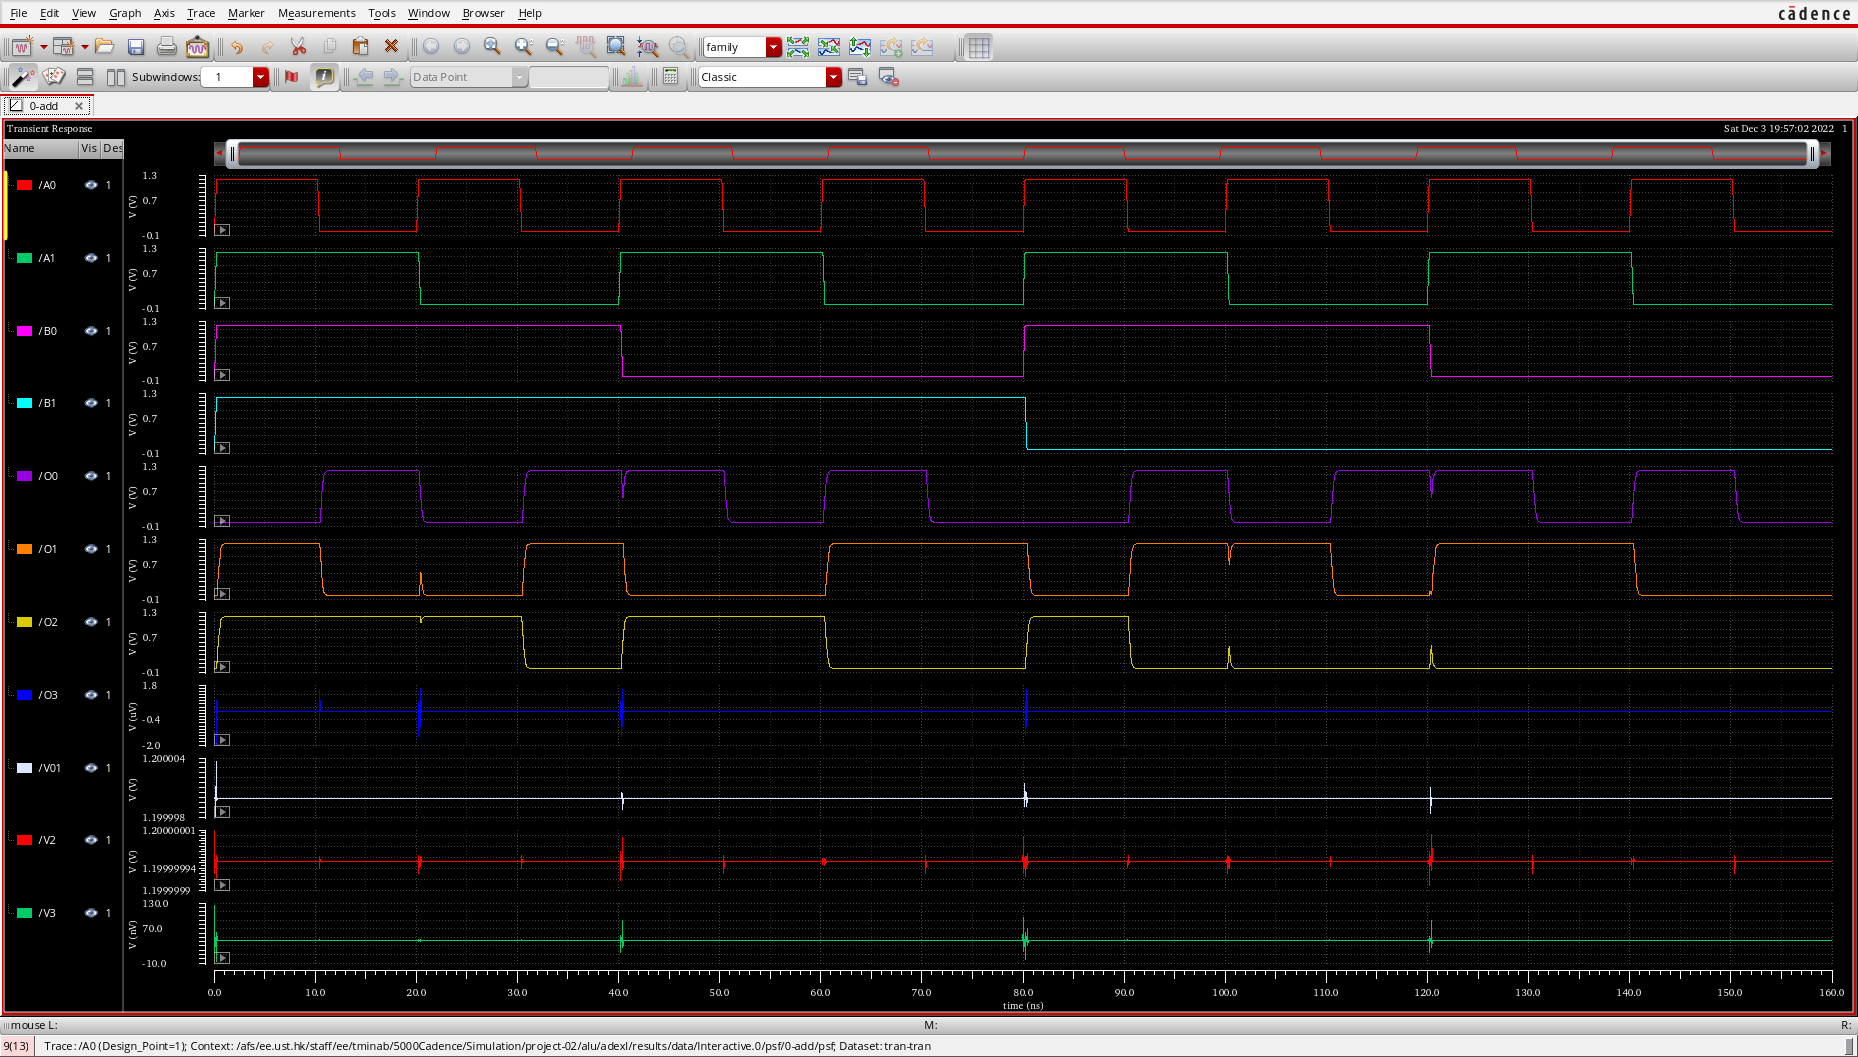 File Edit View Graph Axis Trace Marker Measurements Tools Window Browser Help
cādence
family
Subwindows: 1
Data Point
Classic
0-add
Transient Response
Sat Dec 3 19:57:02 2022 1
Name Vis Des
/A0 1
V (V)
1.3
0.7
-0.1
/A1 1
V (V)
1.3
0.7
-0.1
/B0 1
V (V)
1.3
0.7
-0.1
/B1 1
V (V)
1.3
0.7
-0.1
/O0 1
V (V)
1.3
0.7
-0.1
/O1 1
V (V)
1.3
0.7
-0.1
/O2 1
V (V)
1.3
0.7
-0.1
/O3 1
V (uV)
1.8
-0.4
-2.0
/V01 1
V (V)
1.200004
1.199998
/V2 1
V (V)
1.20000001
1.19999994
1.1999999
/V3 1
V (nV)
130.0
70.0
-10.0
0.0 10.0 20.0 30.0 40.0 50.0 60.0 70.0 80.0 90.0 100.0 110.0 120.0 130.0 140.0 150.0 160.0
time (ns)
mouse L: M: R:
9(13) Trace: /A0 (Design_Point=1); Context: /afs/ee.ust.hk/staff/ee/tminab/5000Cadence/Simulation/project-02/alu/adexl/results/data/Interactive.0/psf/0-add/psf; Dataset: tran-tran